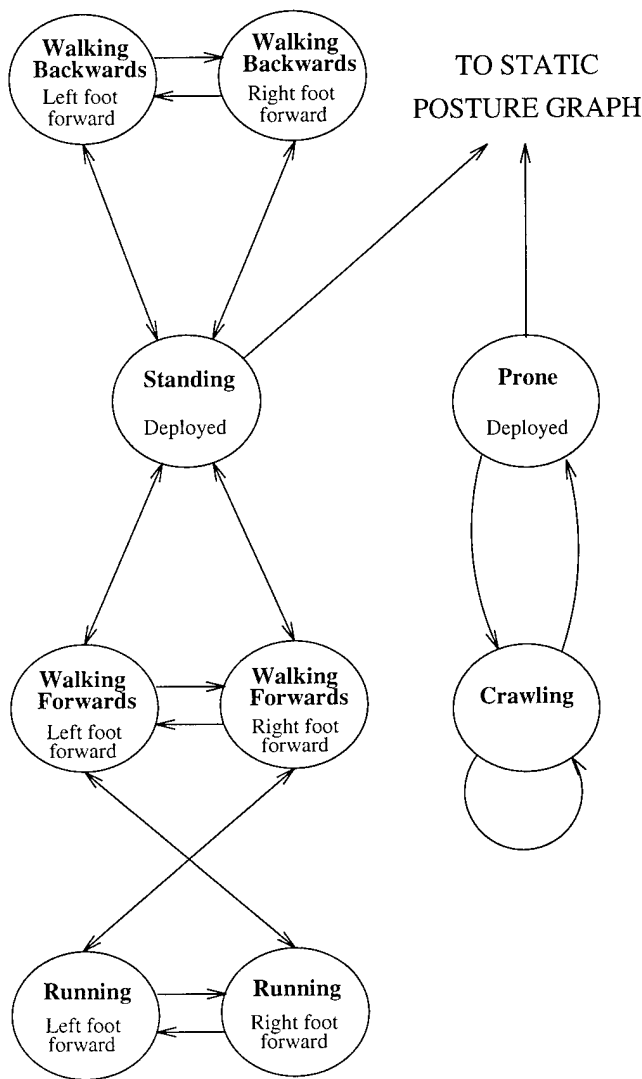 Walking
Backwards
Left foot
forward
Walking
Backwards
Right foot
forward
TO STATIC
POSTURE GRAPH
Standing
Deployed
Prone
Deployed
Walking
Forwards
Left foot
forward
Walking
Forwards
Right foot
forward
Crawling
Running
Left foot
forward
Running
Right foot
forward